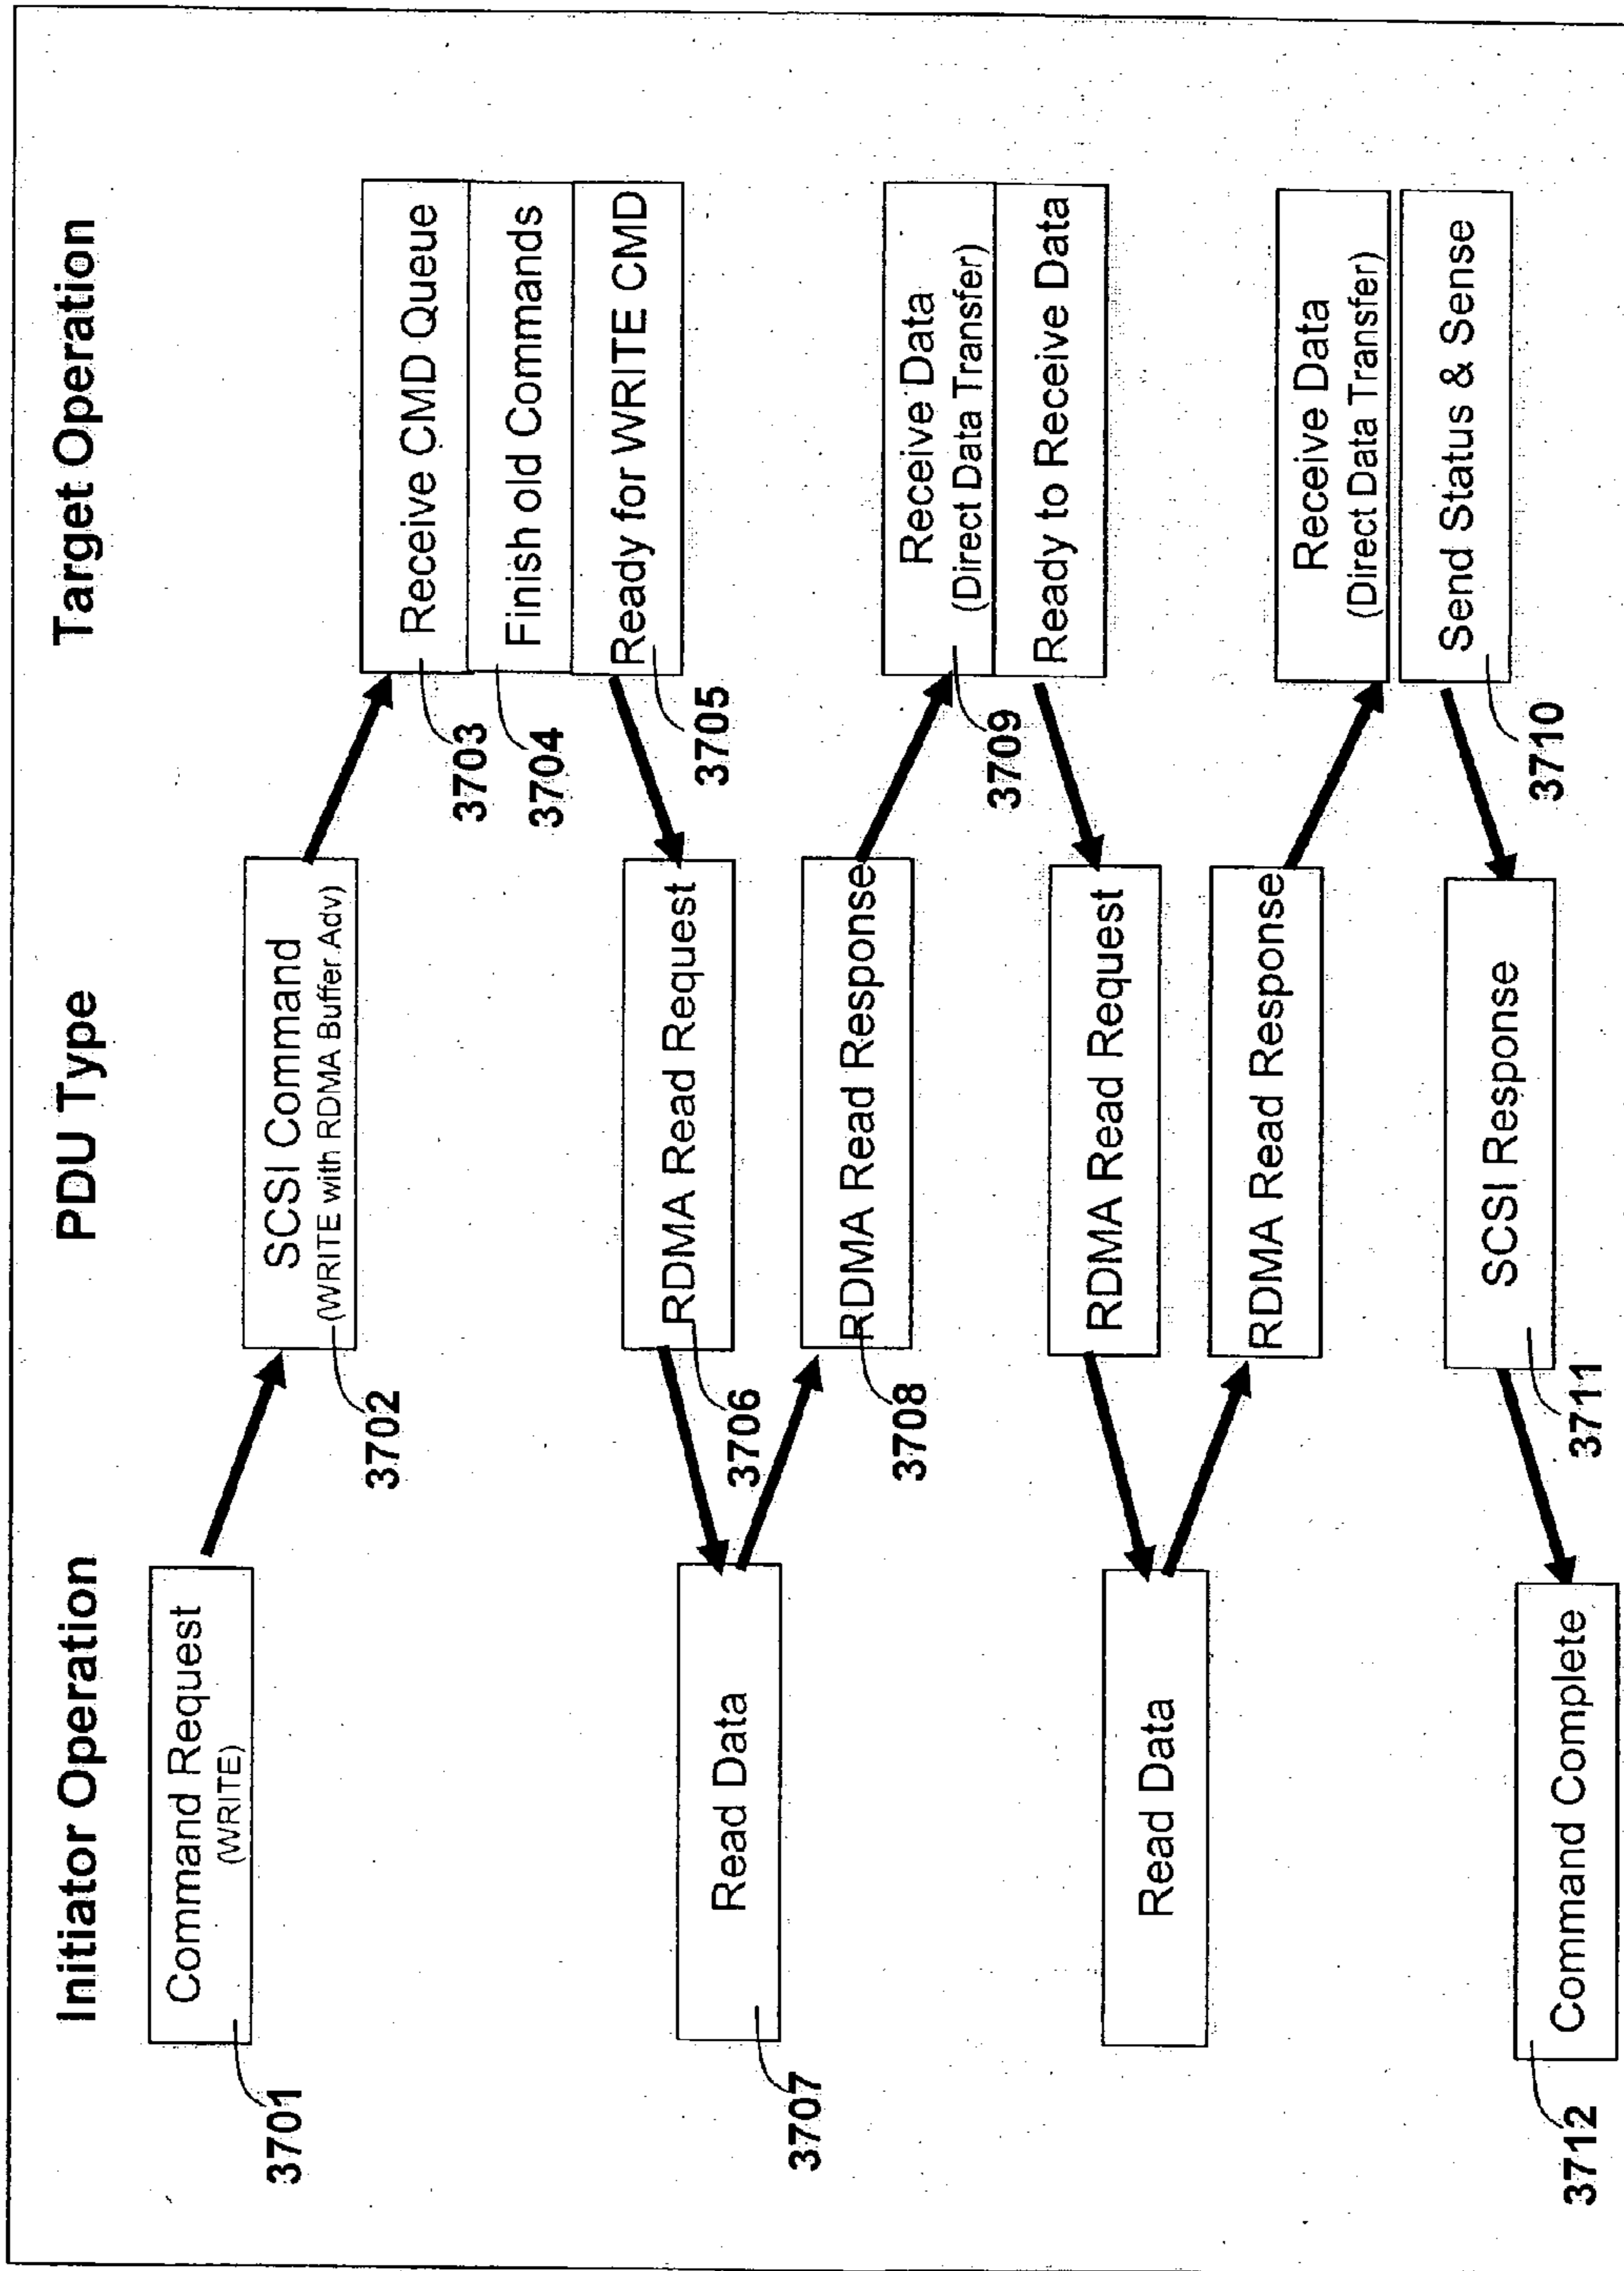 Initiator Operation
PDU Type
Target Operation
Command Request
(WRITE)
3701
SCSI Command
(WRITE with RDMA Buffer Adv)
3702
Receive CMD Queue
3703
Finish old Commands
3704
Ready for WRITE CMD
3705
RDMA Read Request
3706
Read Data
3707
RDMA Read Response
3708
Receive Data
(Direct Data Transfer)
3709
Ready to Receive Data
RDMA Read Request
Read Data
RDMA Read Response
Receive Data
(Direct Data Transfer)
Send Status & Sense
3710
SCSI Response
3711
Command Complete
3712